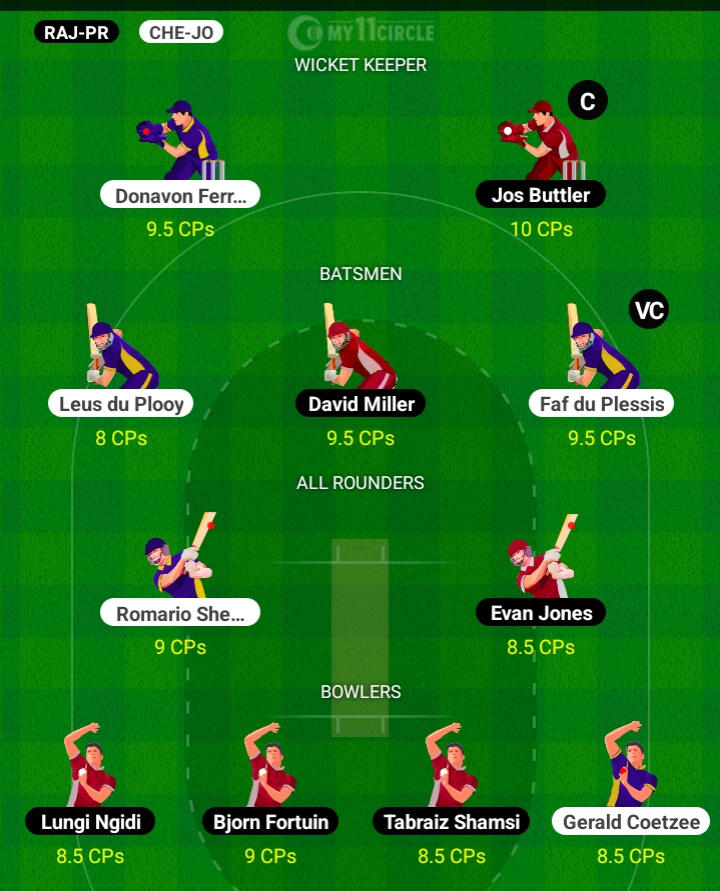 RAJ-PR CHE-JO MY11CIRCLE
WICKET KEEPER
C
Donavon Ferr... Jos Buttler
9.5 CPs 10 CPs
BATSMEN
VC
Leus du Plooy David Miller Faf du Plessis
8 CPs 9.5 CPs 9.5 CPs
ALL ROUNDERS
Romario She... Evan Jones
9 CPs 8.5 CPs
BOWLERS
Lungi Ngidi Bjorn Fortuin Tabraiz Shamsi Gerald Coetzee
8.5 CPs 9 CPs 8.5 CPs 8.5 CPs